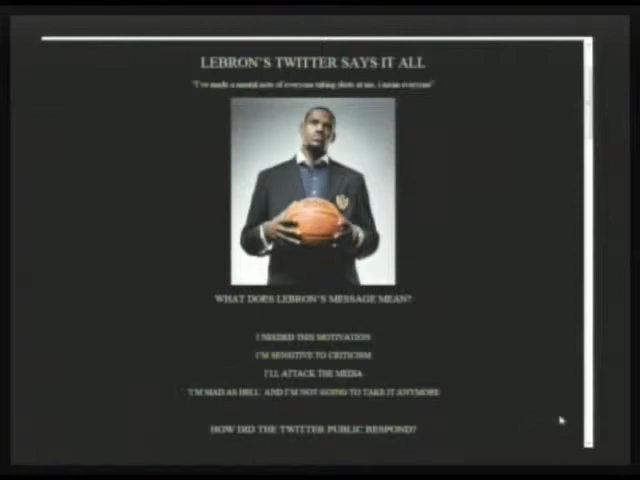 LEBRON'S TWITTER SAYS IT ALL
"I've made a mental note of everyone taking shots at me, i mean everyone"
WHAT DOES LEBRON'S MESSAGE MEAN?
I NEEDED THIS MOTIVATION
I'M SENSITIVE TO CRITICISM
I'LL ATTACK THE MEDIA
'I'M MAD AS HELL' AND I'M NOT GOING TO TAKE IT ANYMORE
HOW DID THE TWITTER PUBLIC RESPOND?